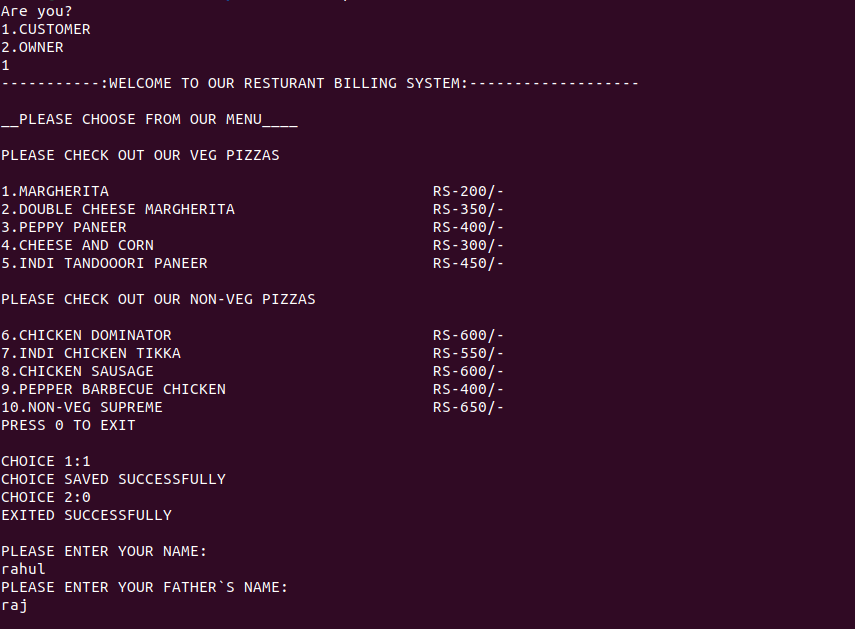 Are you?
1.CUSTOMER
2.OWNER
1
-----------:WELCOME TO OUR RESTURANT BILLING SYSTEM:-------------------
__PLEASE CHOOSE FROM OUR MENU____
PLEASE CHECK OUT OUR VEG PIZZAS
1.MARGHERITA RS-200/-
2.DOUBLE CHEESE MARGHERITA RS-350/-
3.PEPPY PANEER RS-400/-
4.CHEESE AND CORN RS-300/-
5.INDI TANDOOORI PANEER RS-450/-
PLEASE CHECK OUT OUR NON-VEG PIZZAS
6.CHICKEN DOMINATOR RS-600/-
7.INDI CHICKEN TIKKA RS-550/-
8.CHICKEN SAUSAGE RS-600/-
9.PEPPER BARBECUE CHICKEN RS-400/-
10.NON-VEG SUPREME RS-650/-
PRESS 0 TO EXIT
CHOICE 1:1
CHOICE SAVED SUCCESSFULLY
CHOICE 2:0
EXITED SUCCESSFULLY
PLEASE ENTER YOUR NAME:
rahul
PLEASE ENTER YOUR FATHER`S NAME:
raj